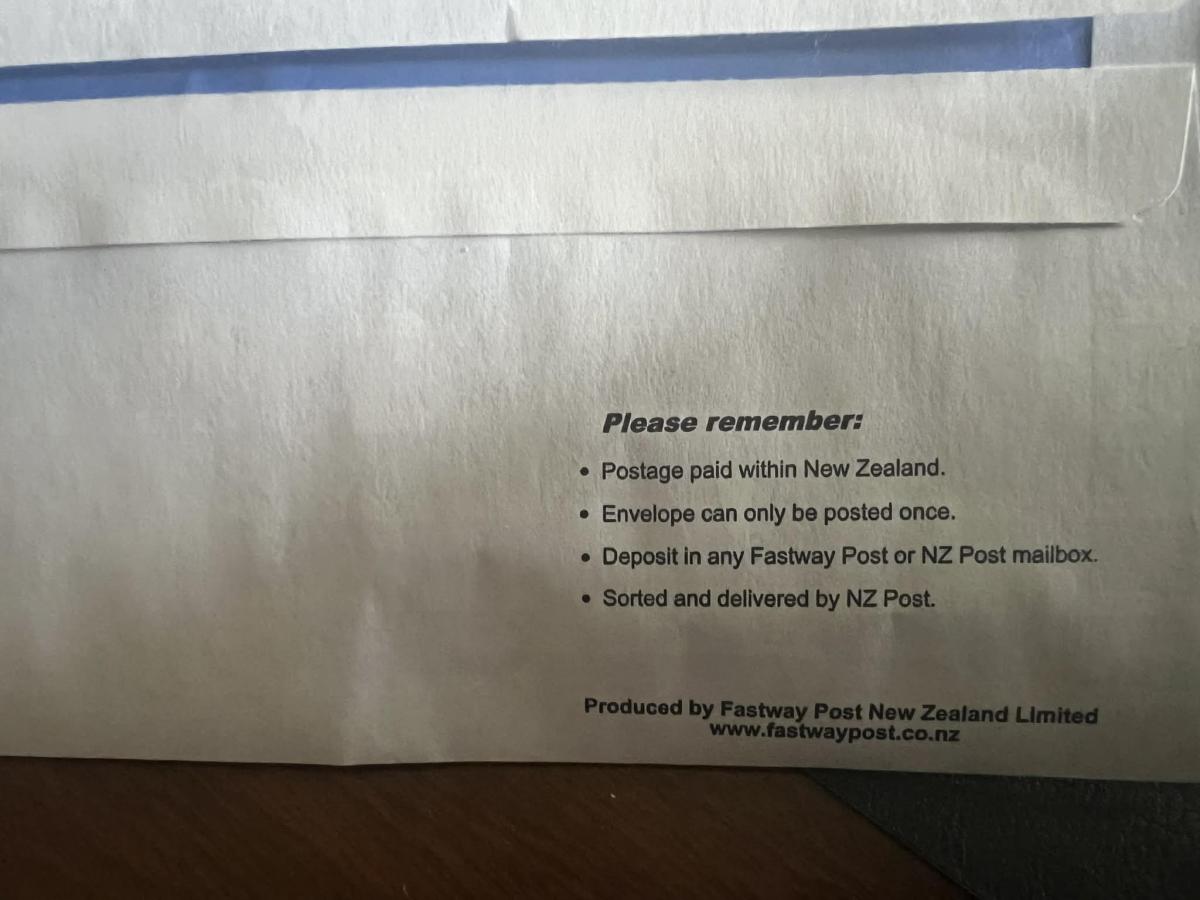 Please remember:
• Postage paid within New Zealand.
• Envelope can only be posted once.
• Deposit in any Fastway Post or NZ Post mailbox.
• Sorted and delivered by NZ Post.
Produced by Fastway Post New Zealand Limited
www.fastwaypost.co.nz